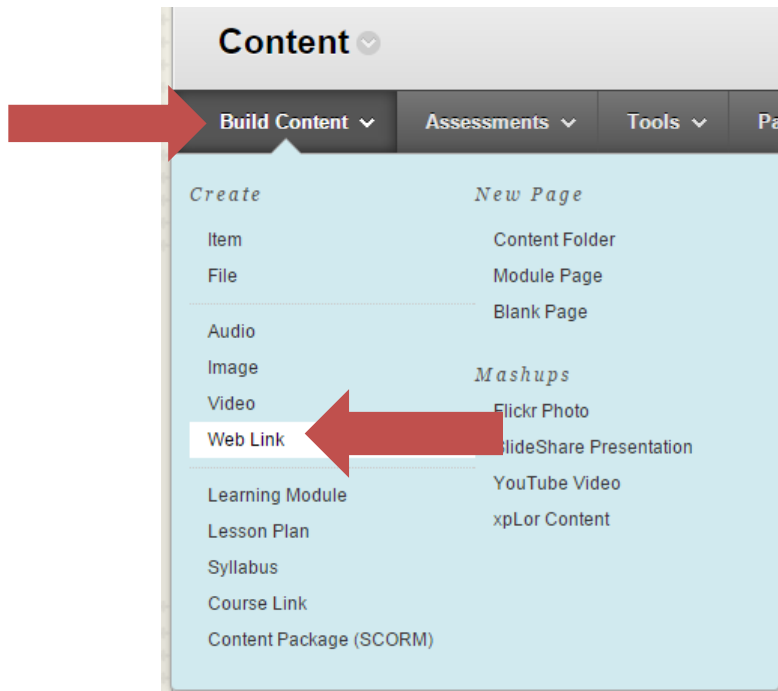 Content
Build Content
Assessments
Tools
Pa
Create
Item
File
Audio
Image
Video
Web Link
Learning Module
Lesson Plan
Syllabus
Course Link
Content Package (SCORM)
New Page
Content Folder
Module Page
Blank Page
Mashups
Flickr Photo
SlideShare Presentation
YouTube Video
xpLor Content